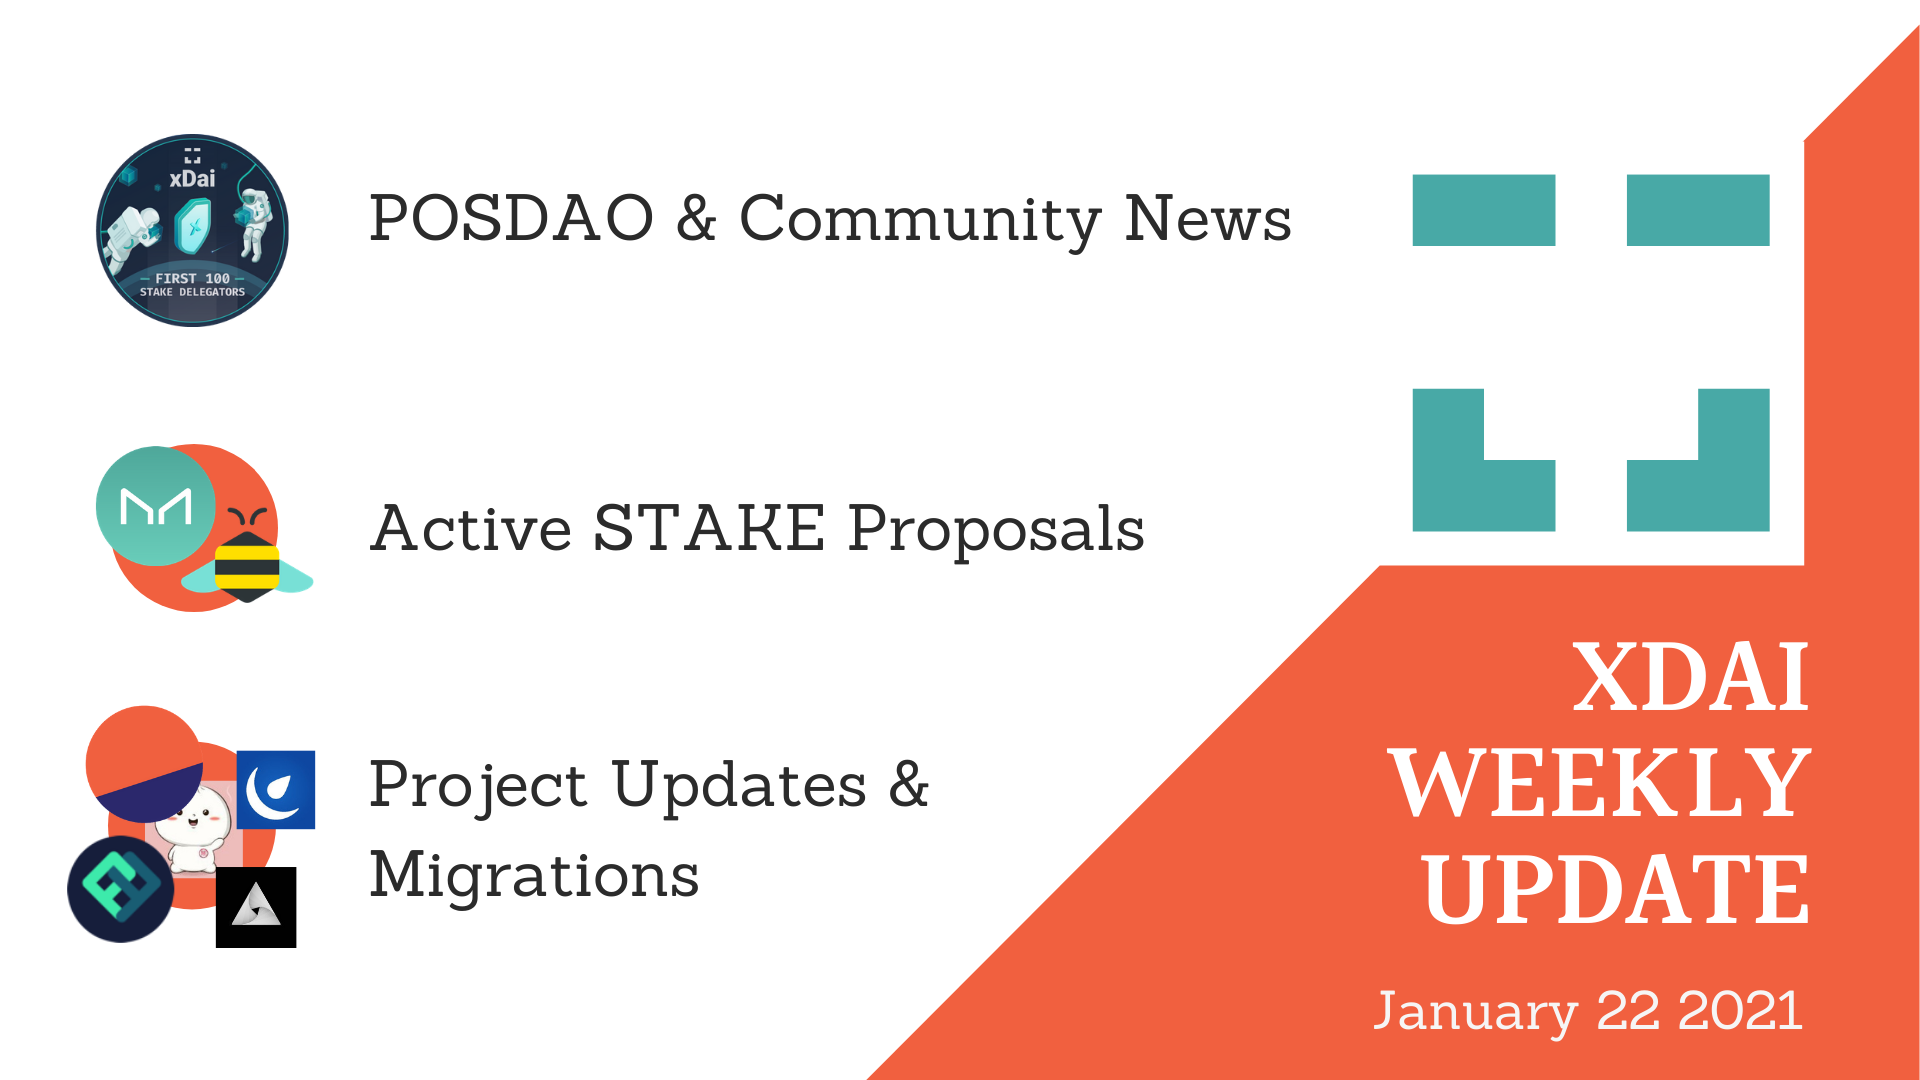 xDai
FIRST 100
STAKE DELEGATORS
POSDAO & Community News
Active STAKE Proposals
Project Updates &
Migrations
XDAI
WEEKLY
UPDATE
January 22 2021